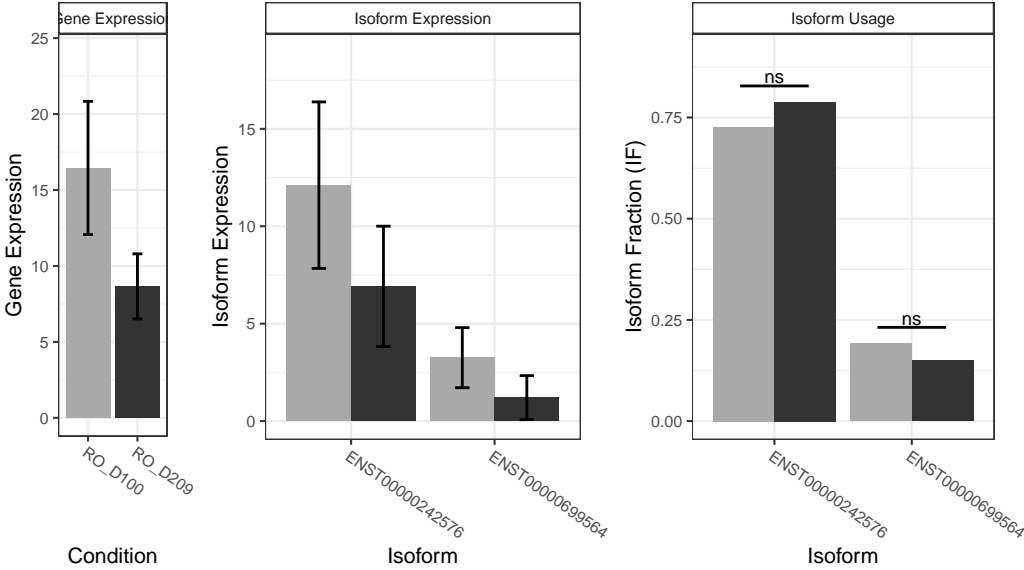 Gene Expression
Gene Expression
25
20
15
10
5
0
RO_D100
RO_D209
Condition
Isoform Expression
Isoform Expression
15
10
5
0
ENST00000242576
ENST00000699564
Isoform
Isoform Usage
Isoform Fraction (IF)
0.75
0.50
0.25
0.00
ns
ns
ENST00000242576
ENST00000699564
Isoform